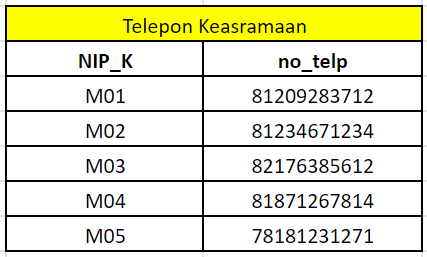 Telepon Keasramaan
NIP_K no_telp
M01 81209283712
M02 81234671234
M03 82176385612
M04 81871267814
M05 78181231271